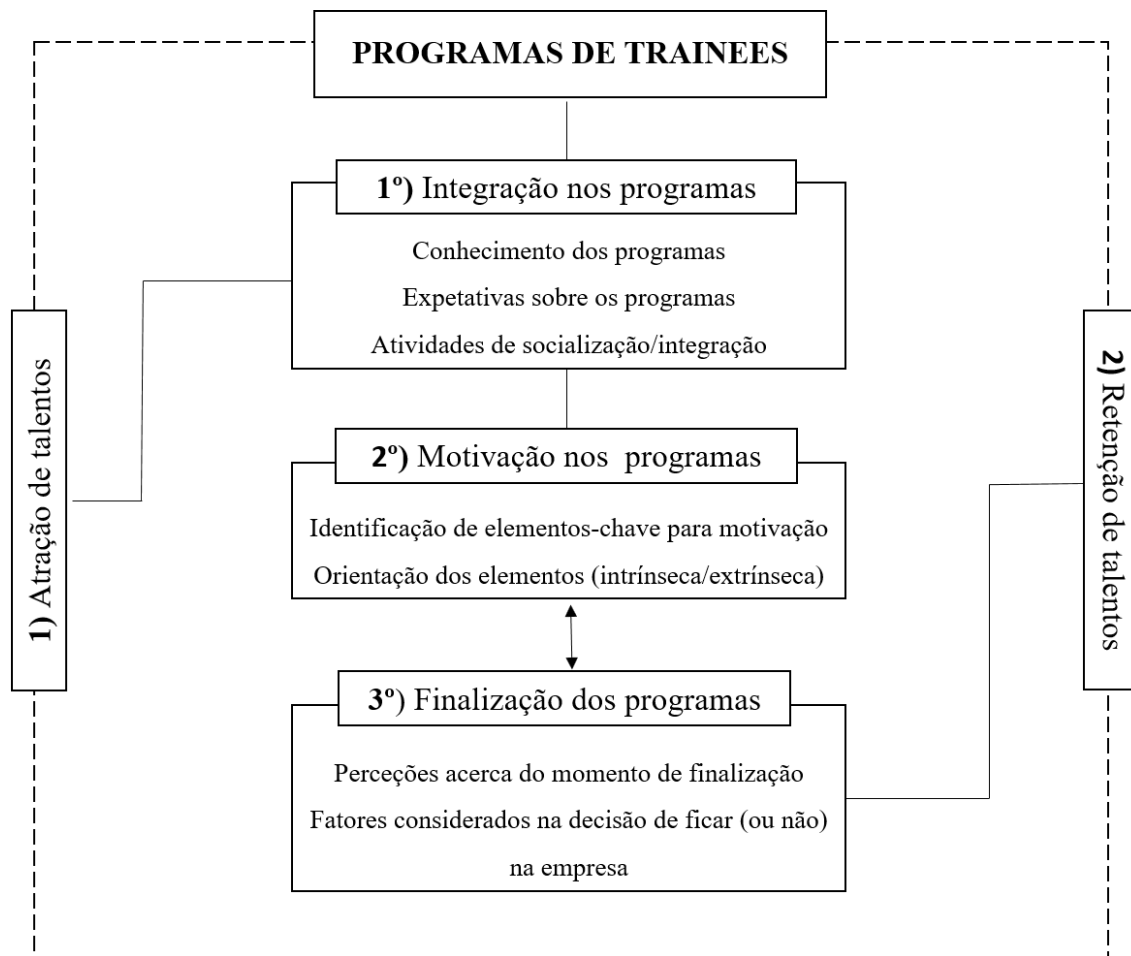 PROGRAMAS DE TRAINEES
1º) Integração nos programas
Conhecimento dos programas
Expetativas sobre os programas
Atividades de socialização/integração
1) Atração de talentos
2º) Motivação nos programas
Identificação de elementos-chave para motivação
Orientação dos elementos (intrínseca/extrínseca)
2) Retenção de talentos
3º) Finalização dos programas
Perceções acerca do momento de finalização
Fatores considerados na decisão de ficar (ou não)
na empresa